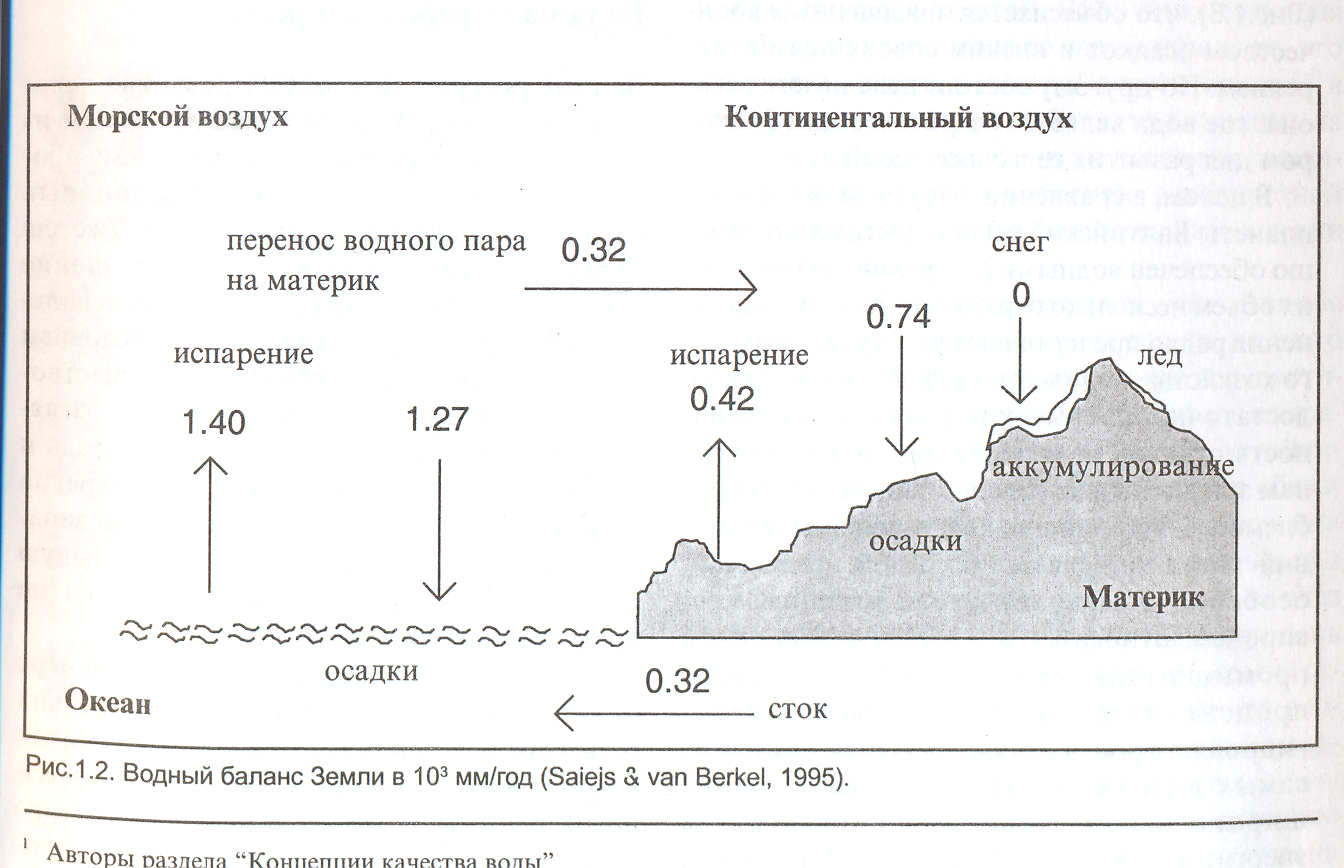 Морской воздух
Континентальный воздух
перенос водного пара
на материк
0.32
снег
0
0.74
испарение
1.40
1.27
испарение
0.42
лед
аккумулирование
осадки
Материк
осадки
Океан
0.32
сток
Рис.1.2. Водный баланс Земли в 10³ мм/год (Saiejs & van Berkel, 1995).
¹ Авторы раздела “Концепции качества воды”